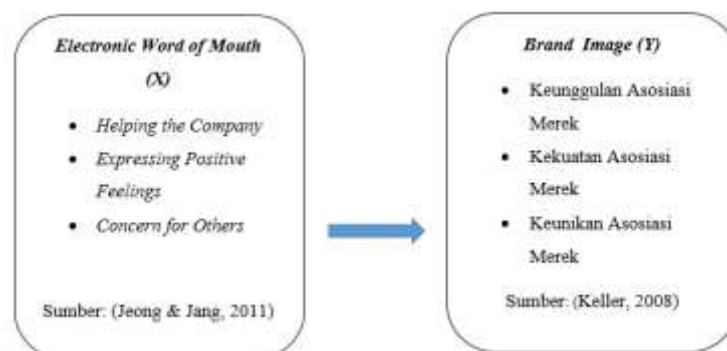 Electronic Word of Mouth
(X)
• Helping the Company
• Expressing Positive
Feelings
• Concern for Others
Sumber: (Jeong & Jang, 2011)
Brand Image (Y)
• Keunggulan Asosiasi
Merek
• Kekuatan Asosiasi
Merek
• Keunikan Asosiasi
Merek
Sumber: (Keller, 2008)